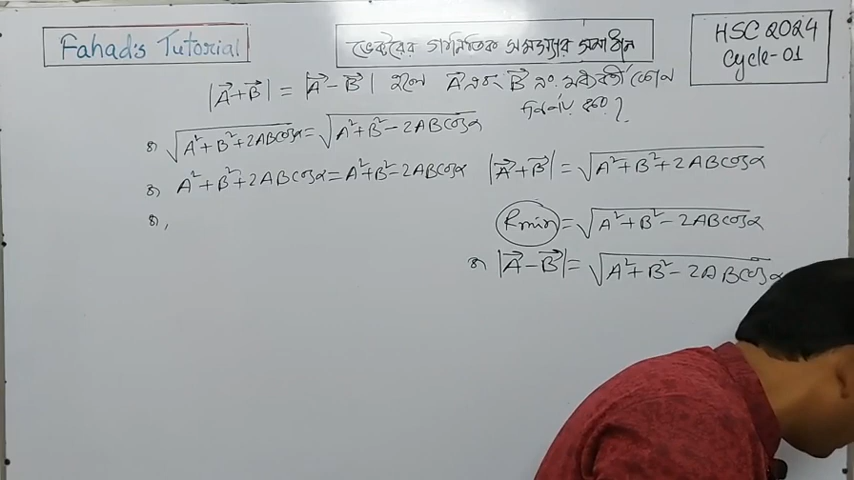 Fahad's Tutorial
ভেক্টরের গাণিতিক সমস্যার সমাধান
HSC 2024
Cycle-01
|A⃗+B⃗| = |A⃗-B⃗| হলে A⃗ এবং B⃗ এর মধ্যবর্তী কোন
নির্ণয় কর?
বা, √A²+B²+2ABcosα = √A²+B²-2ABcosα
বা, A²+B²+2ABcosα = A²+B²-2ABcosα
বা,
|A⃗+B⃗| = √A²+B²+2ABcosα
Rmin = √A²+B²-2ABcosα
বা |A⃗-B⃗| = √A²+B²-2ABcosα